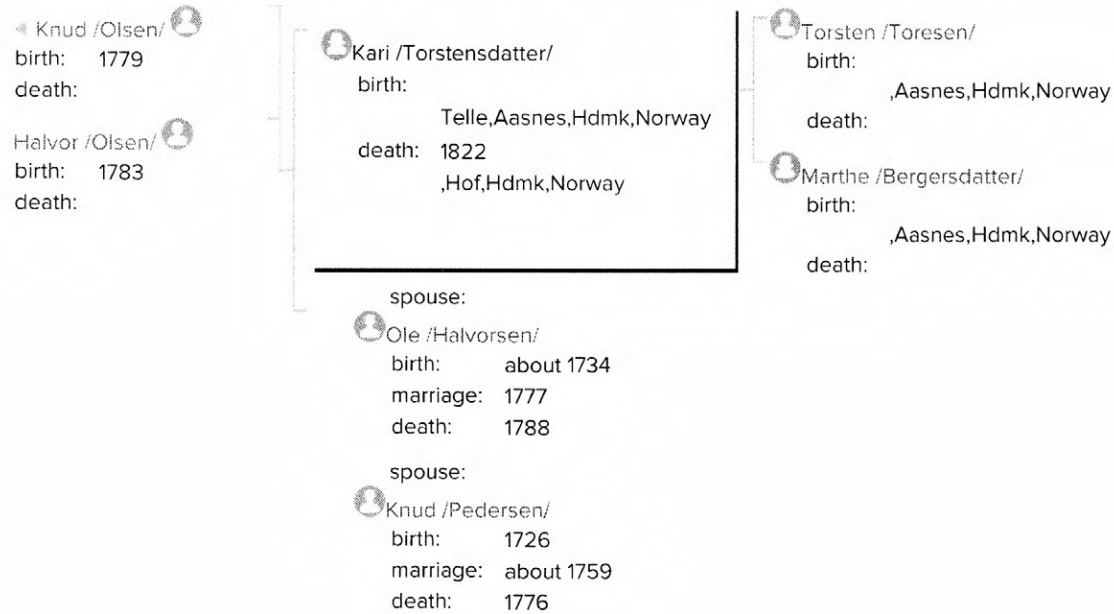 Knud /Olsen/
birth: 1779
death:
Halvor /Olsen/
birth: 1783
death:
Kari /Torstensdatter/
birth:
Telle,Aasnes,Hdmk,Norway
death: 1822
,Hof,Hdmk,Norway
spouse:
Ole /Halvorsen/
birth: about 1734
marriage: 1777
death: 1788
spouse:
Knud /Pedersen/
birth: 1726
marriage: about 1759
death: 1776
Torsten /Toresen/
birth:
,Aasnes,Hdmk,Norway
death:
Marthe /Bergersdatter/
birth:
,Aasnes,Hdmk,Norway
death: